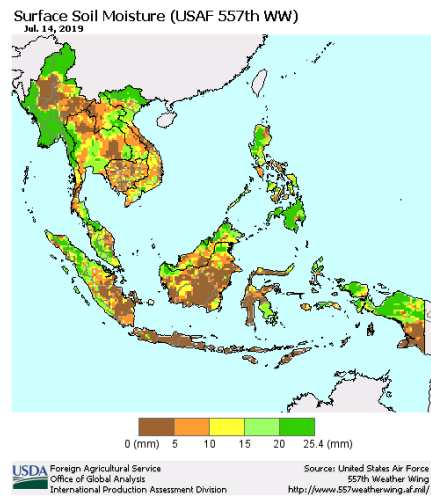 Surface Soil Moisture (USAF 557th WW)
Jul. 14, 2019
0 (mm) 5 10 15 20 25.4 (mm)
USDA Foreign Agricultural Service
Office of Global Analysis
International Production Assessment Division
Source: United States Air Force
557th Weather Wing
http://www.557weatherwing.af.mil/